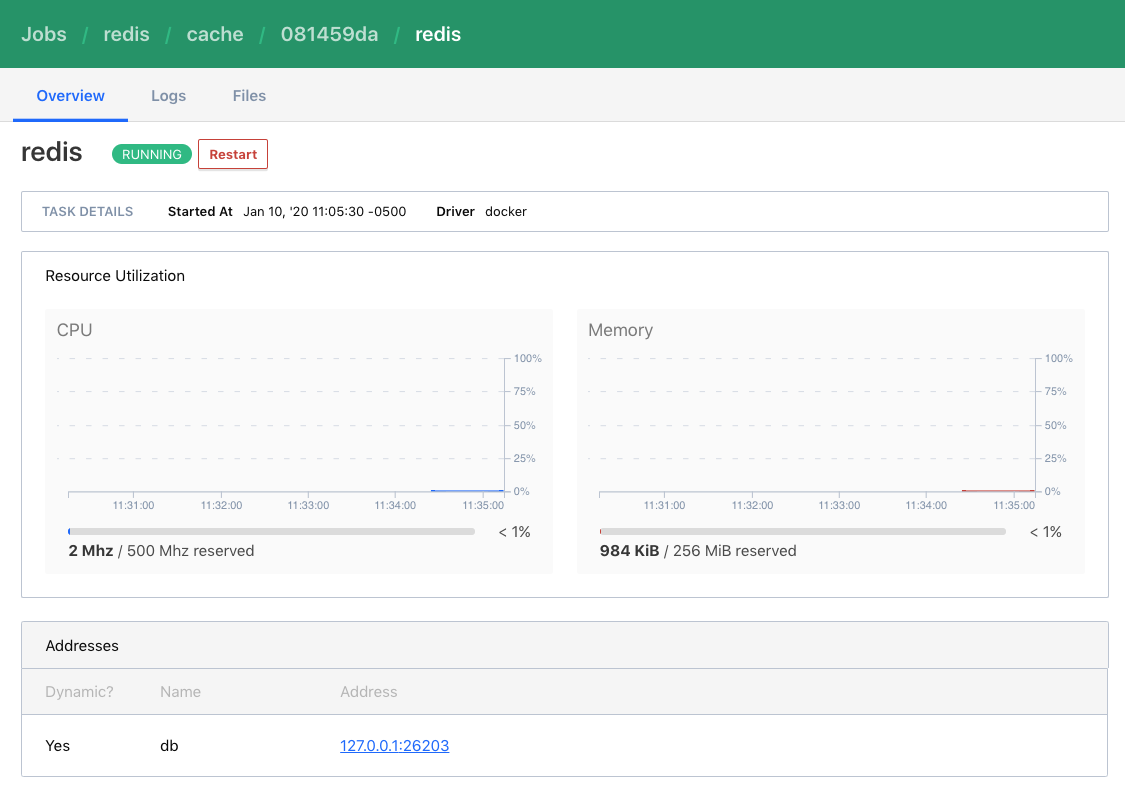 Jobs / redis / cache / 081459da / redis
Overview Logs Files
redis RUNNING Restart
TASK DETAILS Started At Jan 10, '20 11:05:30 -0500 Driver docker
Resource Utilization
CPU
100%
75%
50%
25%
0%
11:31:00 11:32:00 11:33:00 11:34:00 11:35:00
< 1%
2 Mhz / 500 Mhz reserved
Memory
100%
75%
50%
25%
0%
11:31:00 11:32:00 11:33:00 11:34:00 11:35:00
< 1%
984 KiB / 256 MiB reserved
Addresses
Dynamic? Name Address
Yes db 127.0.0.1:26203